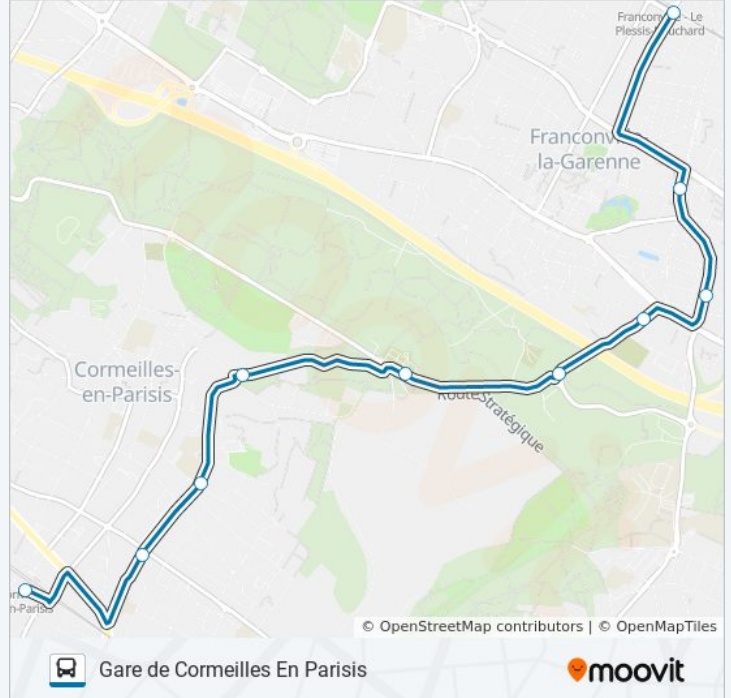 Franconville - Le
Plessis-Bouchard
Franconville-
la-Garenne
Cormeilles-
en-Parisis
Route Stratégique
n-Parisis
© OpenStreetMap contributors | © OpenMapTiles
Gare de Cormeilles En Parisis
moovit